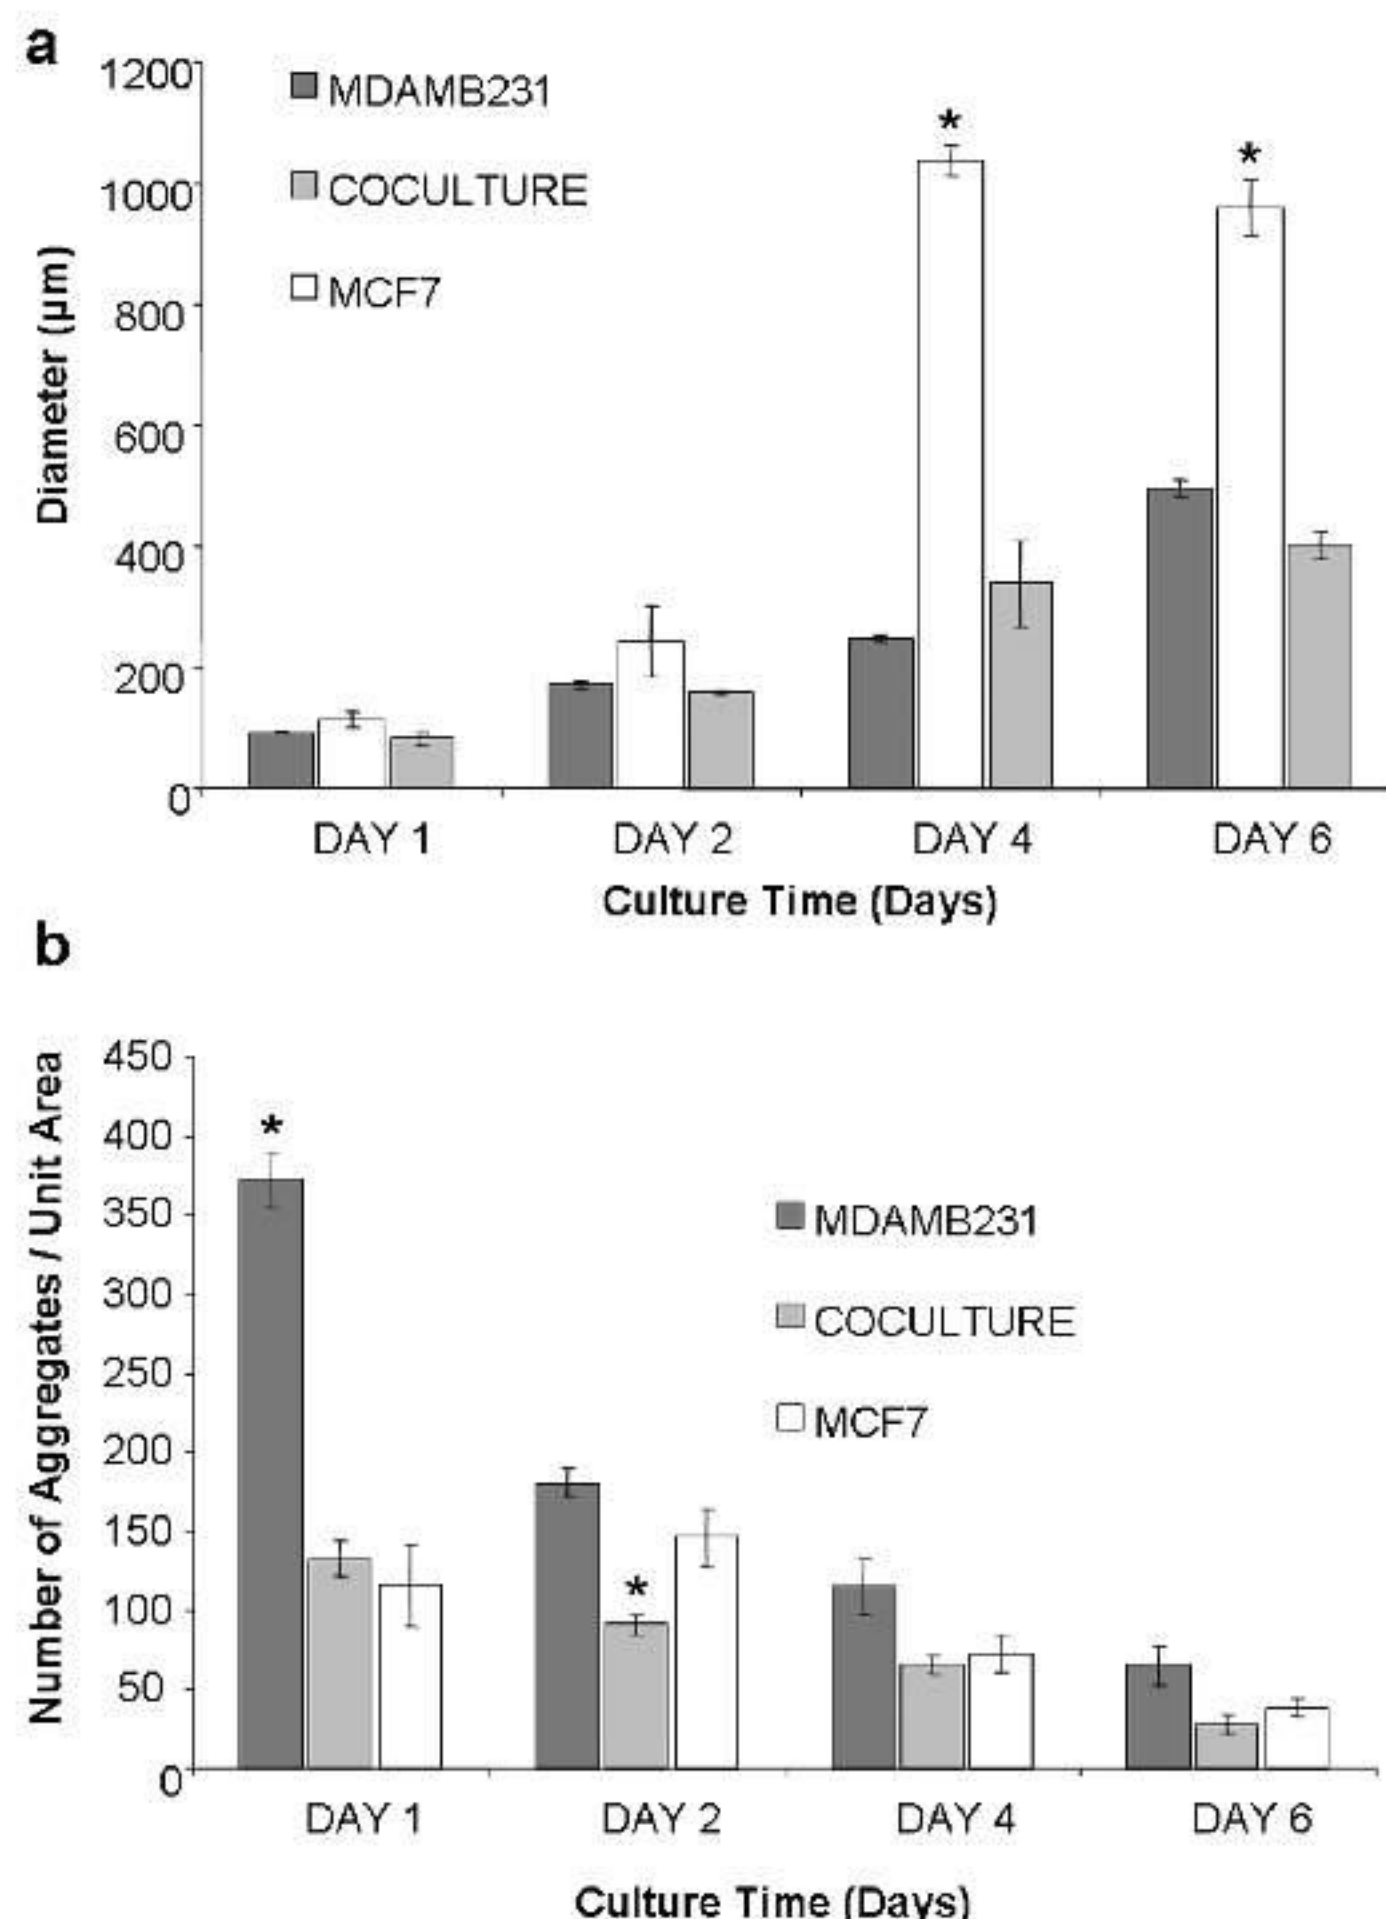 a
1200
1000
800
600
400
200
0
Diameter (µm)
MDAMB231
COCULTURE
MCF7
*
*
DAY 1 DAY 2 DAY 4 DAY 6
Culture Time (Days)
b
450
400
350
300
250
200
150
100
50
0
Number of Aggregates / Unit Area
*
*
MDAMB231
COCULTURE
MCF7
DAY 1 DAY 2 DAY 4 DAY 6
Culture Time (Days)